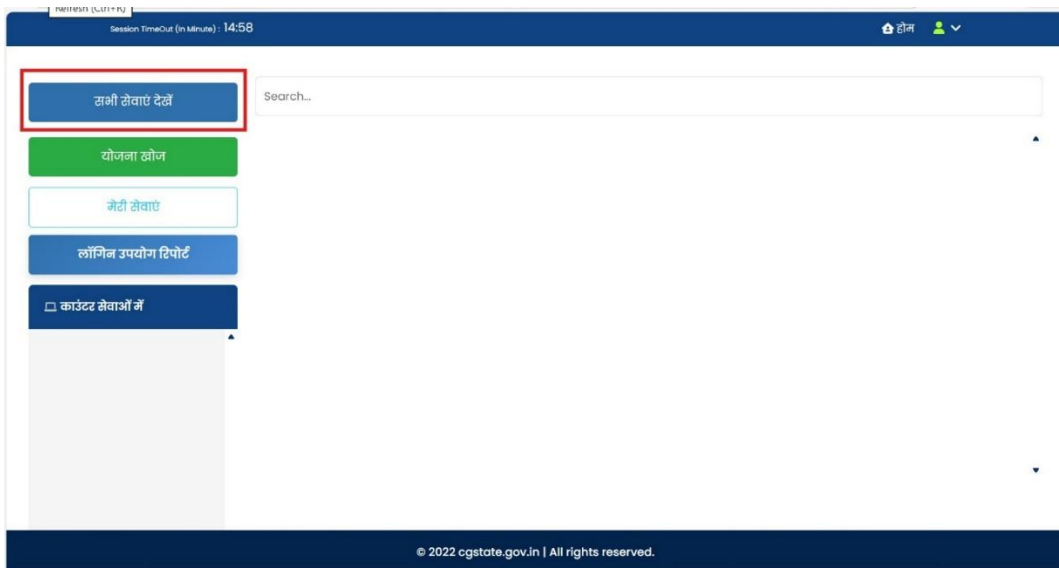 Refresh (Ctrl+R)
Session TimeOut (in Minute) : 14:58
होम
सभी सेवाएं देखें
Search...
योजना खोज
मेरी सेवाएं
लॉगिन उपयोग रिपोर्ट
काउंटर सेवाओं में
© 2022 cgstate.gov.in | All rights reserved.